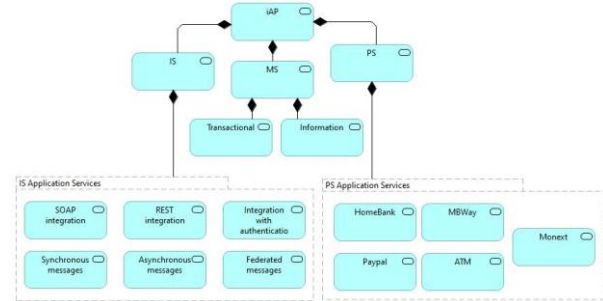 iAP
IS
MS
PS
Transactional
Information
IS Application Services
PS Application Services
SOAP
integration
REST
integration
Integration
with
authenticatio
Synchronous
messages
Asynchronous
messages
Federated
messages
HomeBank
MBWay
Monext
Paypal
ATM